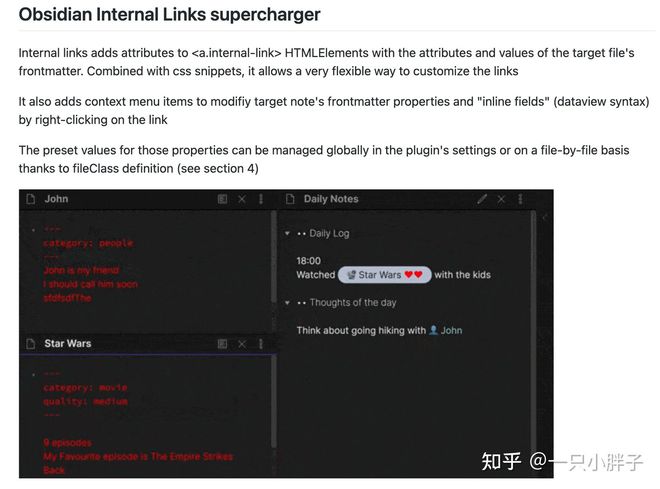 Obsidian Internal Links supercharger
Internal links adds attributes to <a.internal-link> HTMLElements with the attributes and values of the target file's
frontmatter. Combined with css snippets, it allows a very flexible way to customize the links
It also adds context menu items to modifiy target note's frontmatter properties and "inline fields" (dataview syntax)
by right-clicking on the link
The preset values for those properties can be managed globally in the plugin's settings or on a file-by-file basis
thanks to fileClass definition (see section 4)
John
---
category: people
---
John is my friend
I should call him soon
sfdfsdfThe
Star Wars
---
category: movie
quality: medium
---
9 episodes
My Favourite episode is The Empire Strikes
Back
Daily Notes
•• Daily Log
18:00
Watched Star Wars ❤❤ with the kids
•• Thoughts of the day
Think about going hiking with John
知乎 @一只小胖子